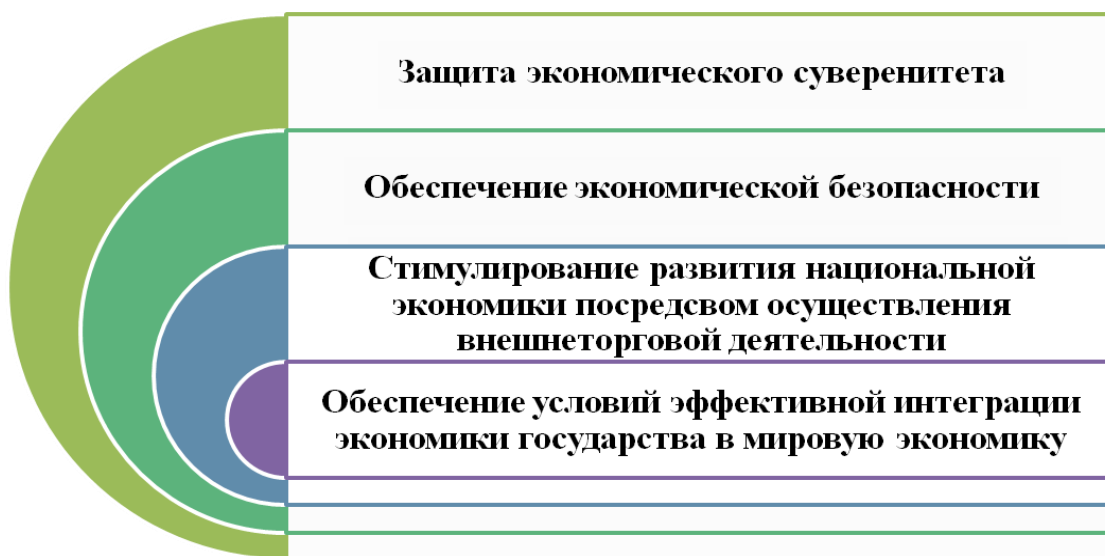 Защита экономического суверенитета
Обеспечение экономической безопасности
Стимулирование развития национальной
экономики посредсвом осуществления
внешнеторговой деятельности
Обеспечение условий эффективной интеграции
экономики государства в мировую экономику